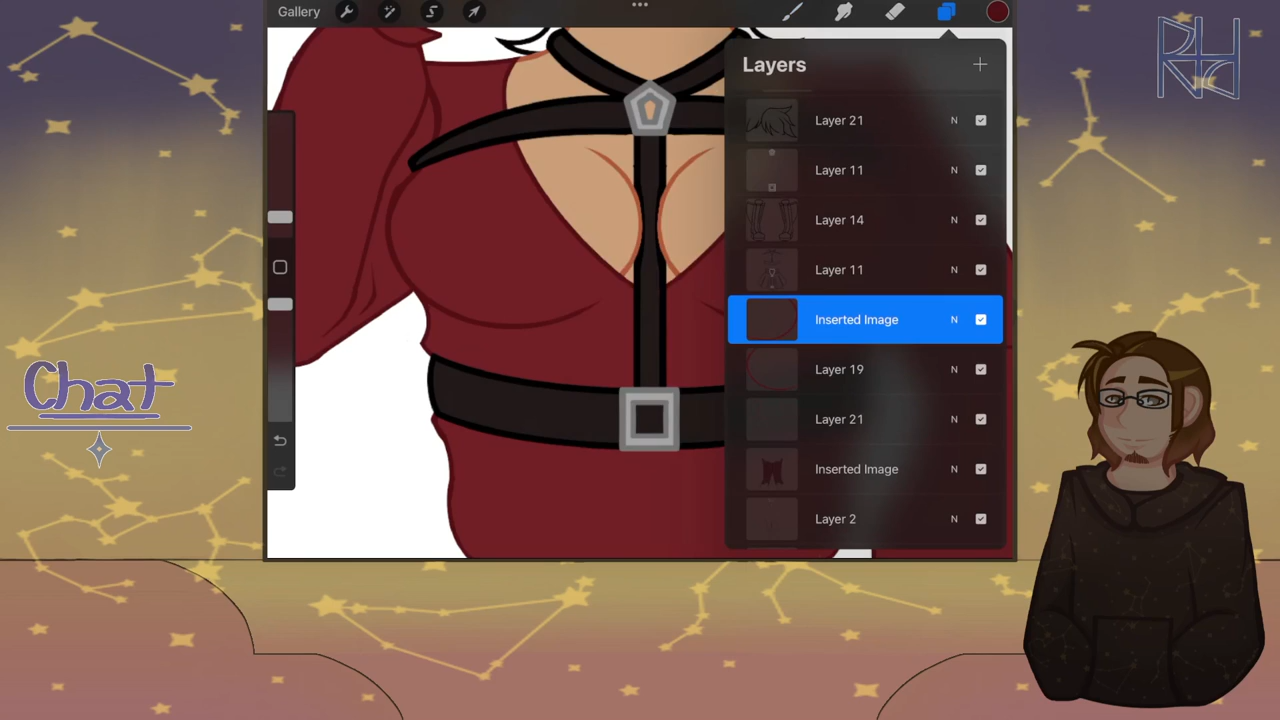 Gallery
Layers
Layer 21 N
Layer 11 N
Layer 14 N
Layer 11 N
Inserted Image N
Layer 19 N
Layer 21 N
Inserted Image N
Layer 2 N
Chat